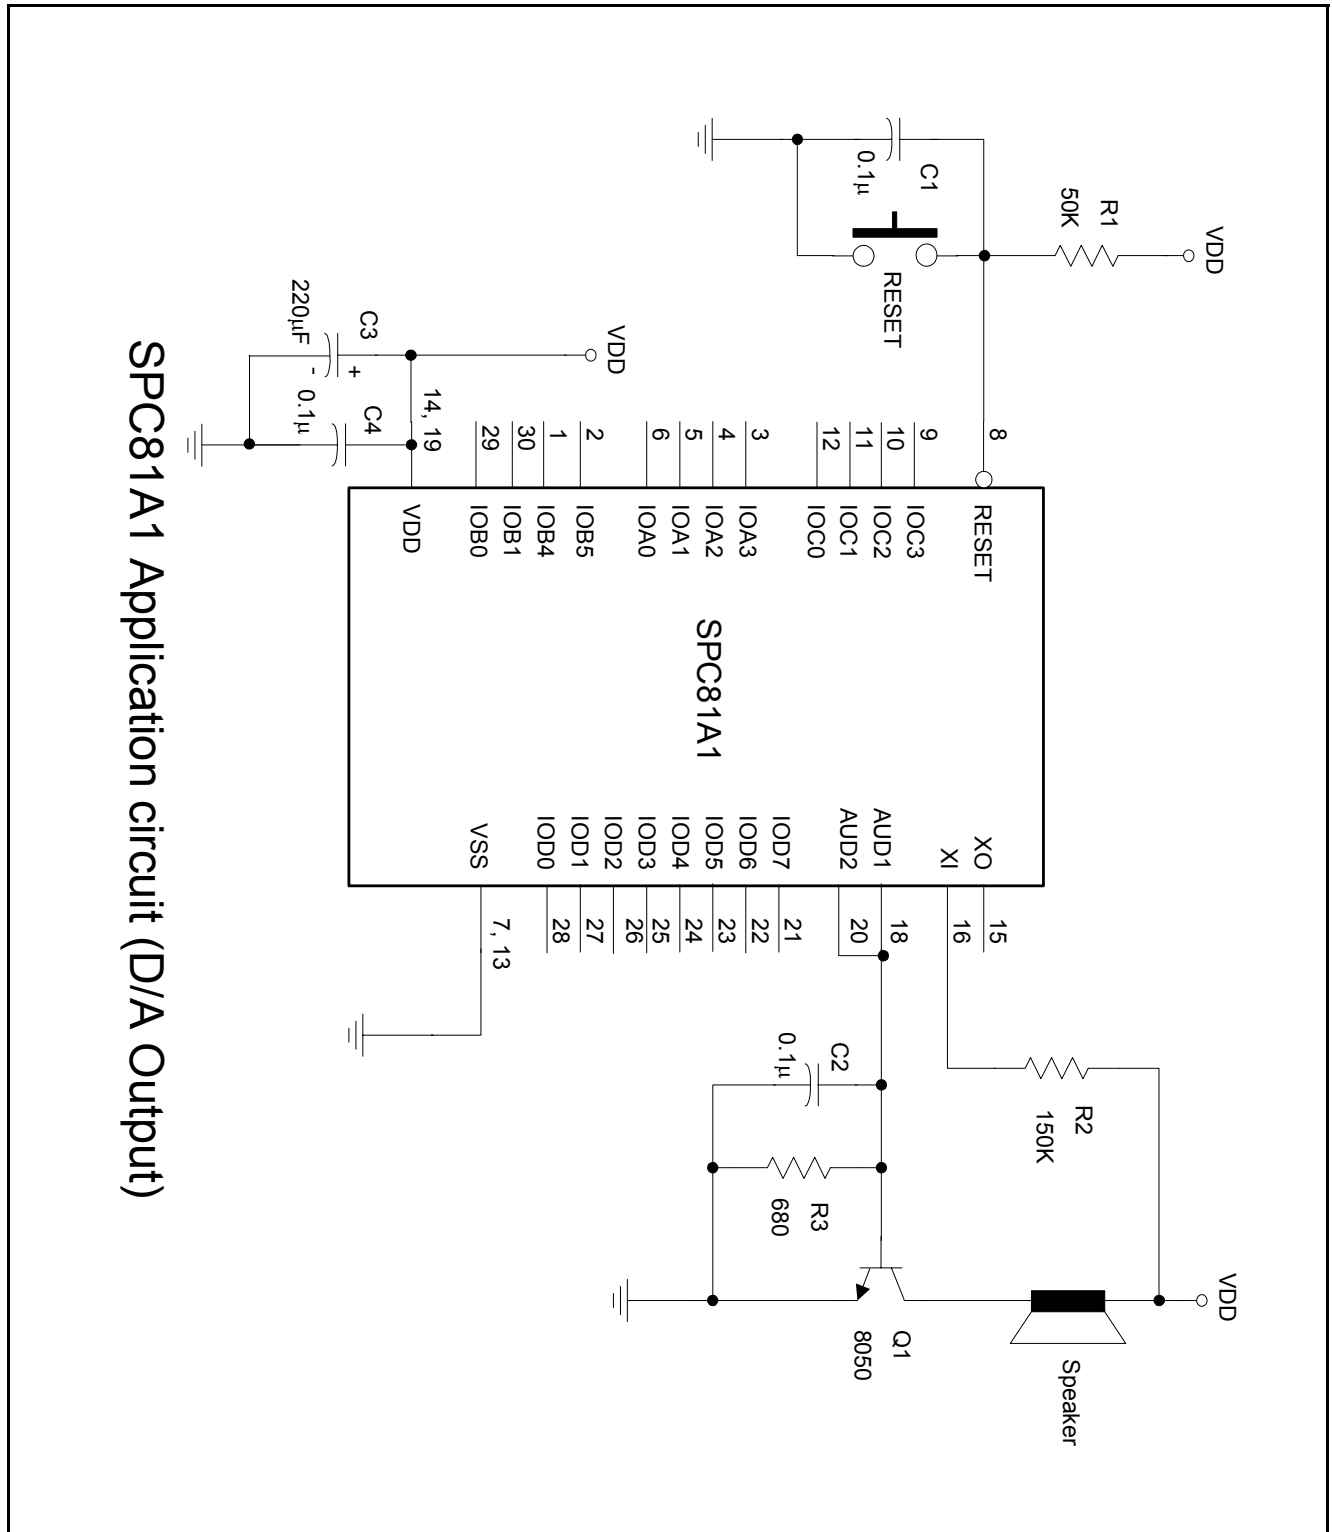 VDD
R1
50K
C1
0.1µ
RESET
VDD
C3
220µF
+
-
C4
0.1µ
14, 19
8
9
10
11
12
3
4
5
6
2
1
30
29
RESET
IOC3
IOC2
IOC1
IOC0
IOA3
IOA2
IOA1
IOA0
IOB5
IOB4
IOB1
IOB0
VDD
SPC81A1
XO
XI
AUD1
AUD2
IOD7
IOD6
IOD5
IOD4
IOD3
IOD2
IOD1
IOD0
VSS
15
16
18
20
21
22
23
24
25
26
27
28
7, 13
R2
150K
C2
0.1µ
R3
680
VDD
Q1
8050
Speaker
SPC81A1 Application circuit (D/A Output)